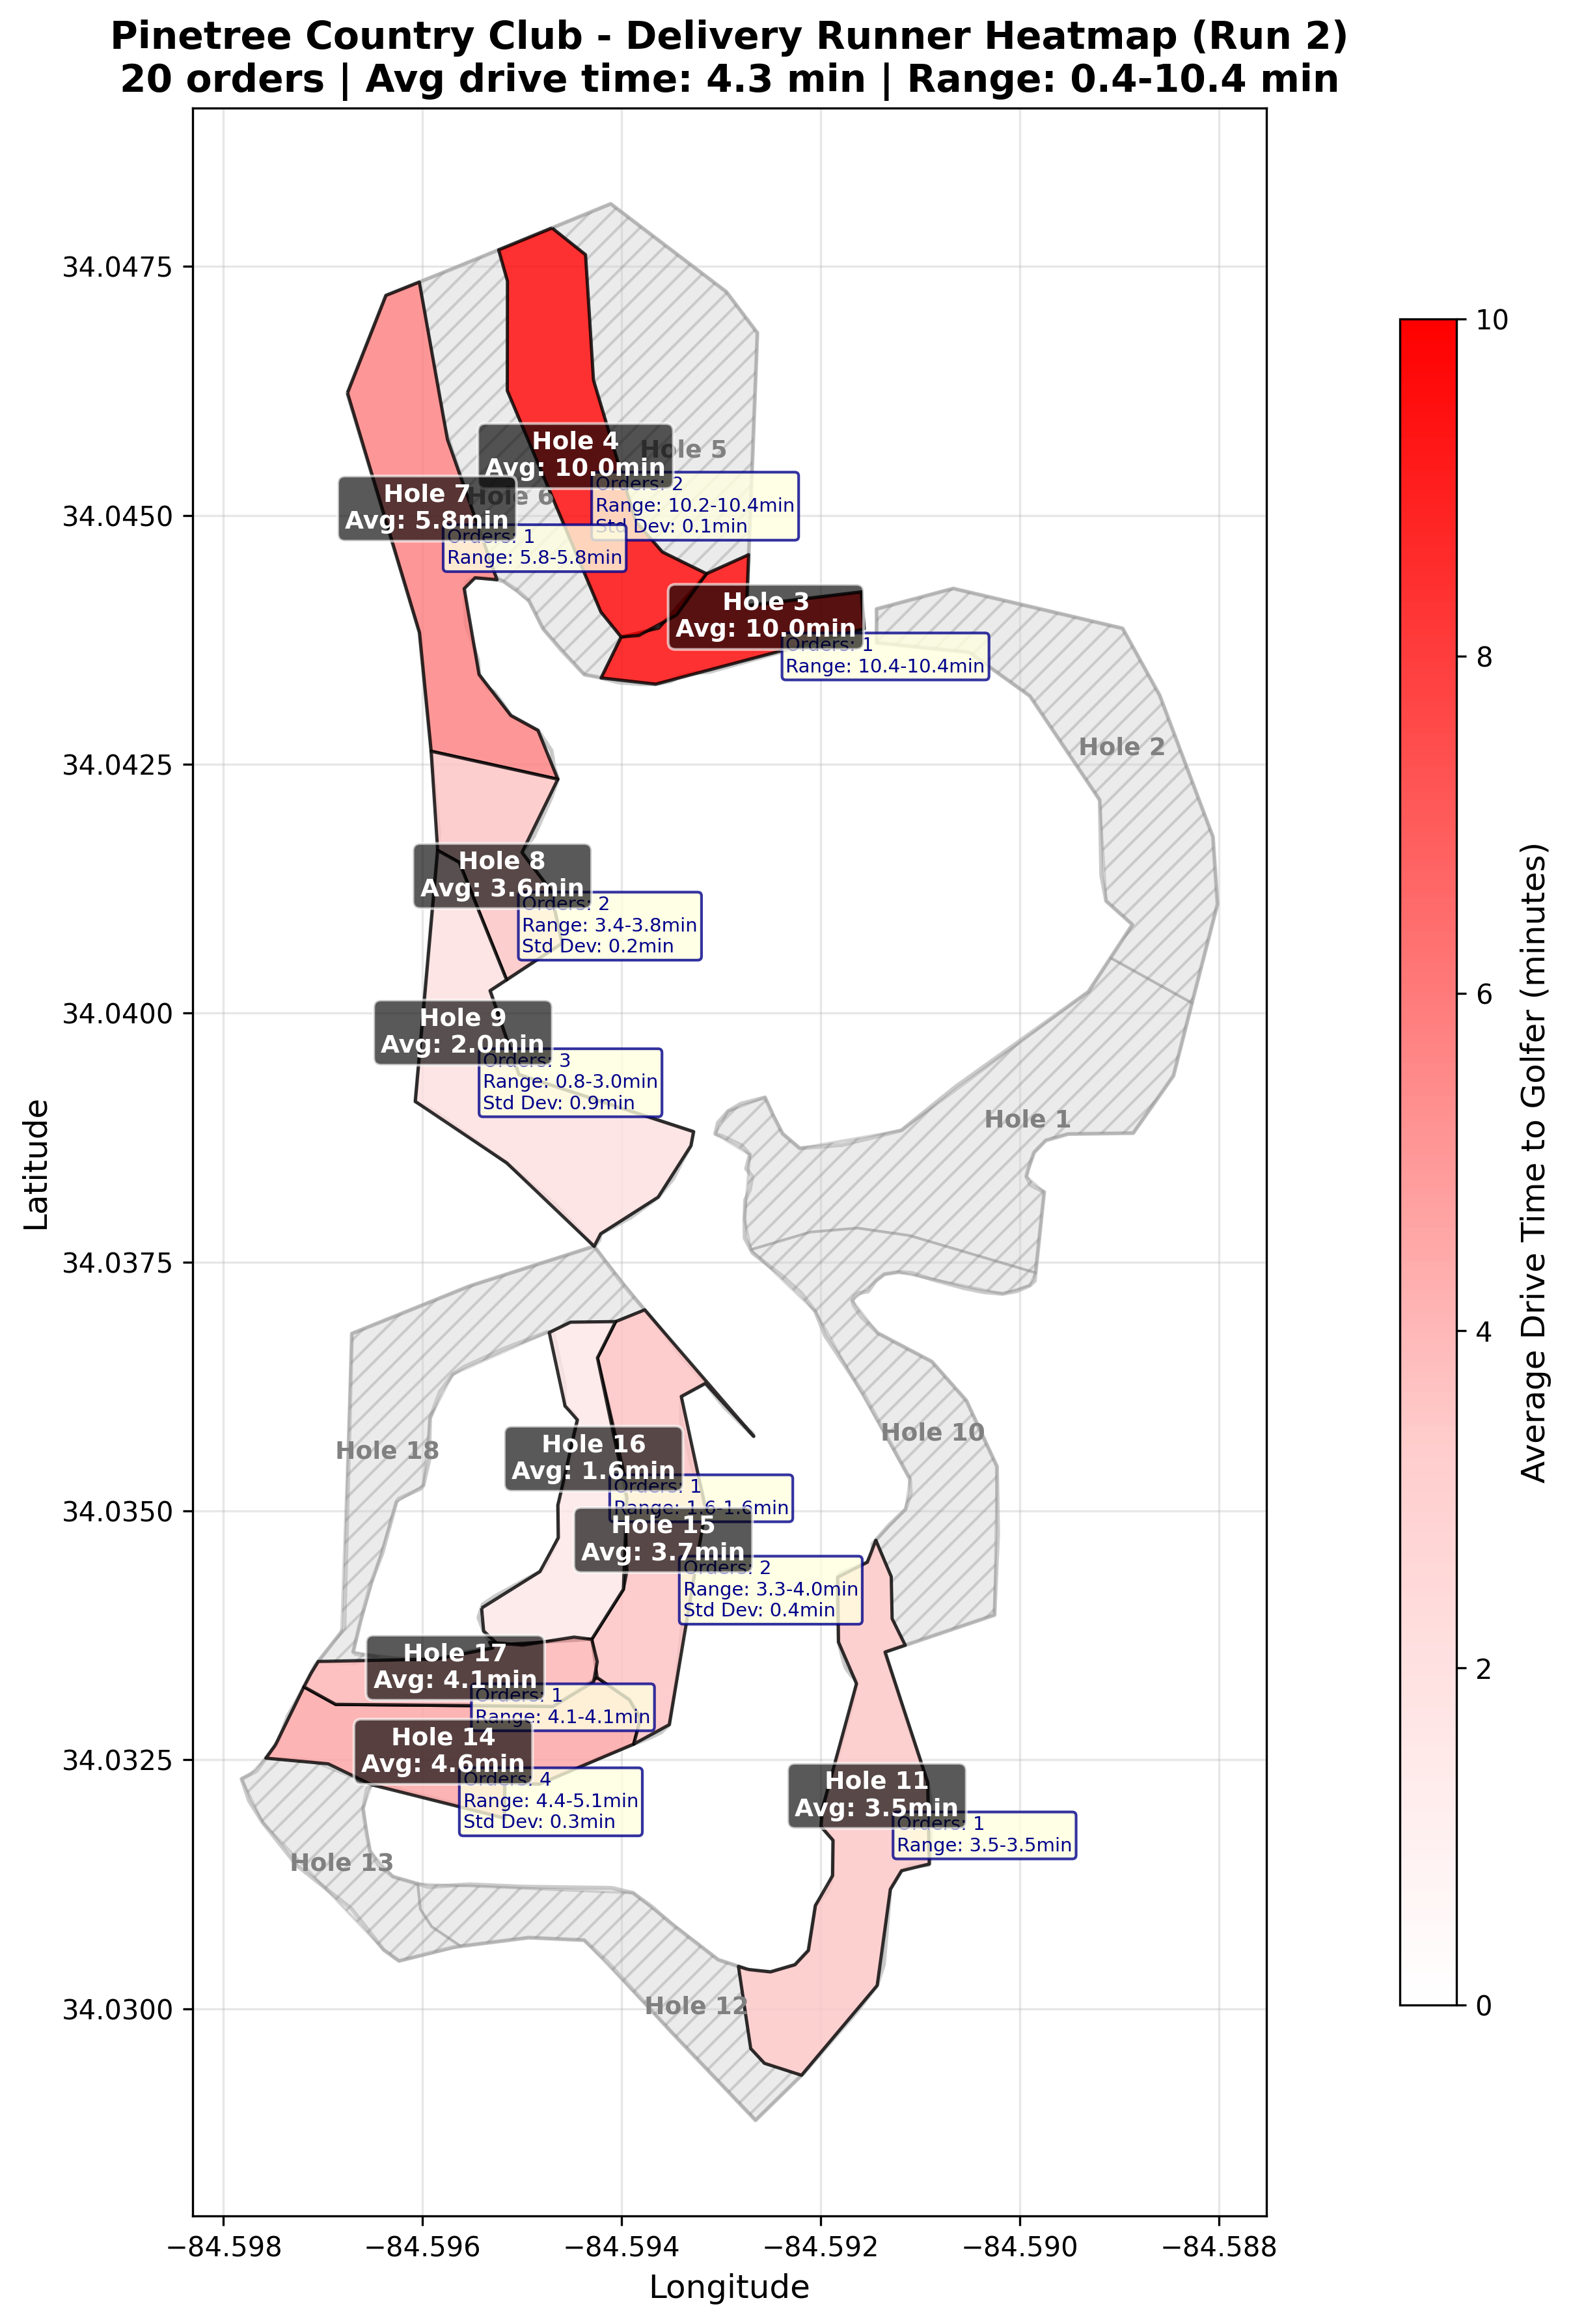 Pinetree Country Club - Delivery Runner Heatmap (Run 2)
20 orders | Avg drive time: 4.3 min | Range: 0.4-10.4 min
34.0475
34.0450
34.0425
34.0400
34.0375
34.0350
34.0325
34.0300
Latitude
Hole 4
Avg: 10.0min
Hole 5
Orders: 2
Range: 10.2-10.4min
Std Dev: 0.1min
Hole 7
Avg: 5.8min
Hole 6
Orders: 1
Range: 5.8-5.8min
Hole 3
Avg: 10.0min
Orders: 1
Range: 10.4-10.4min
Hole 2
Hole 8
Avg: 3.6min
Orders: 2
Range: 3.4-3.8min
Std Dev: 0.2min
Hole 9
Avg: 2.0min
Orders: 3
Range: 0.8-3.0min
Std Dev: 0.9min
Hole 1
Hole 18
Hole 10
Hole 16
Avg: 1.6min
Orders: 1
Range: 1.6-1.6min
Hole 15
Avg: 3.7min
Orders: 2
Range: 3.3-4.0min
Std Dev: 0.4min
Hole 17
Avg: 4.1min
Orders: 1
Range: 4.1-4.1min
Hole 14
Avg: 4.6min
Orders: 4
Range: 4.4-5.1min
Std Dev: 0.3min
Hole 11
Avg: 3.5min
Orders: 1
Range: 3.5-3.5min
Hole 13
Hole 12
−84.598
−84.596
−84.594
−84.592
−84.590
−84.588
Longitude
10
8
6
4
2
0
Average Drive Time to Golfer (minutes)